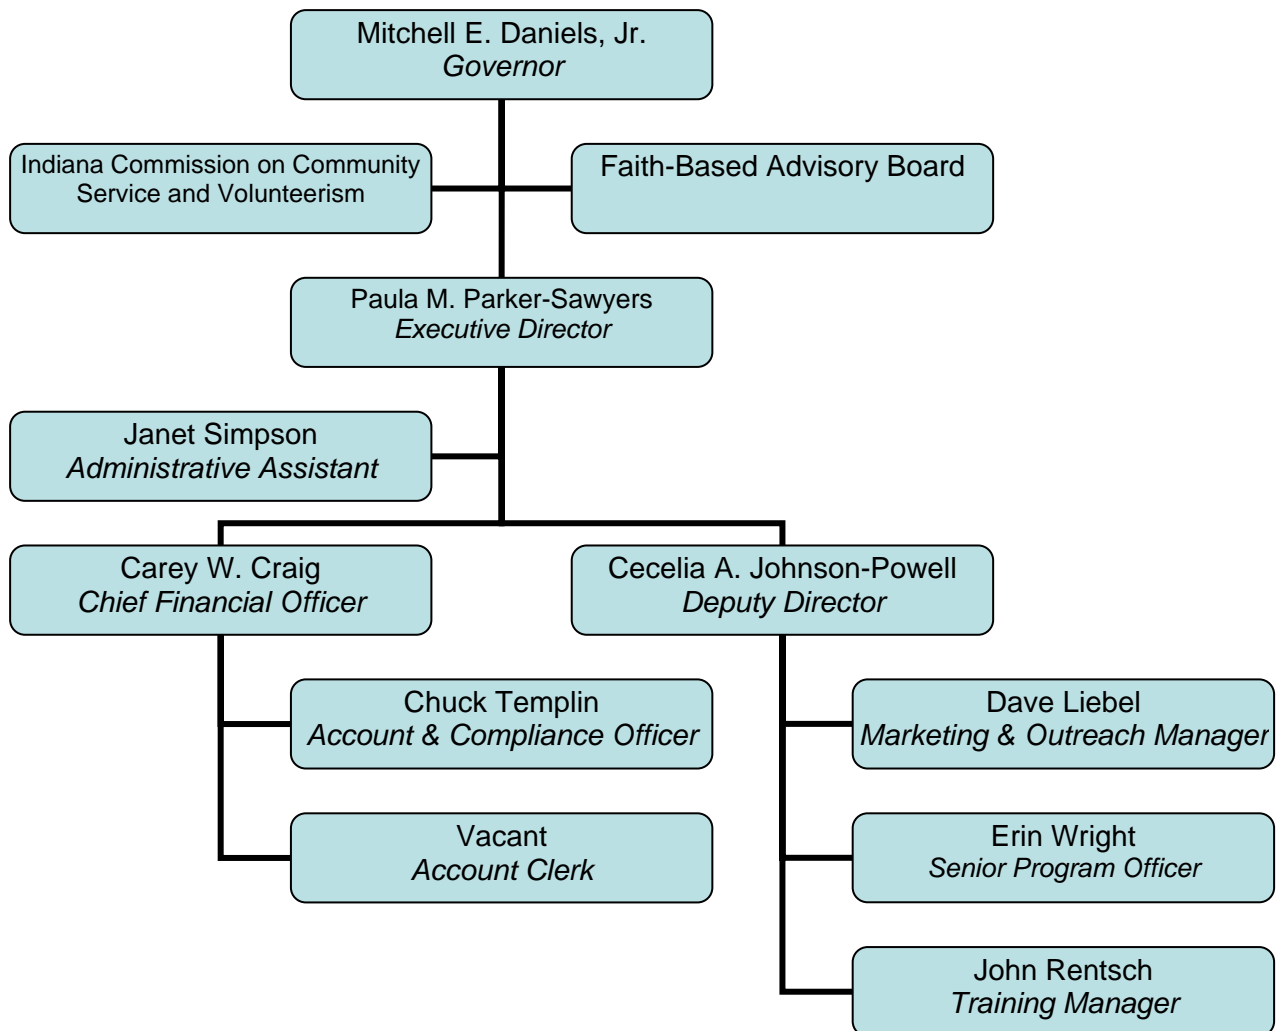 Mitchell E. Daniels, Jr.
Governor
Indiana Commission on Community
Service and Volunteerism
Faith-Based Advisory Board
Paula M. Parker-Sawyers
Executive Director
Janet Simpson
Administrative Assistant
Carey W. Craig
Chief Financial Officer
Cecelia A. Johnson-Powell
Deputy Director
Chuck Templin
Account & Compliance Officer
Vacant
Account Clerk
Dave Liebel
Marketing & Outreach Manager
Erin Wright
Senior Program Officer
John Rentsch
Training Manager